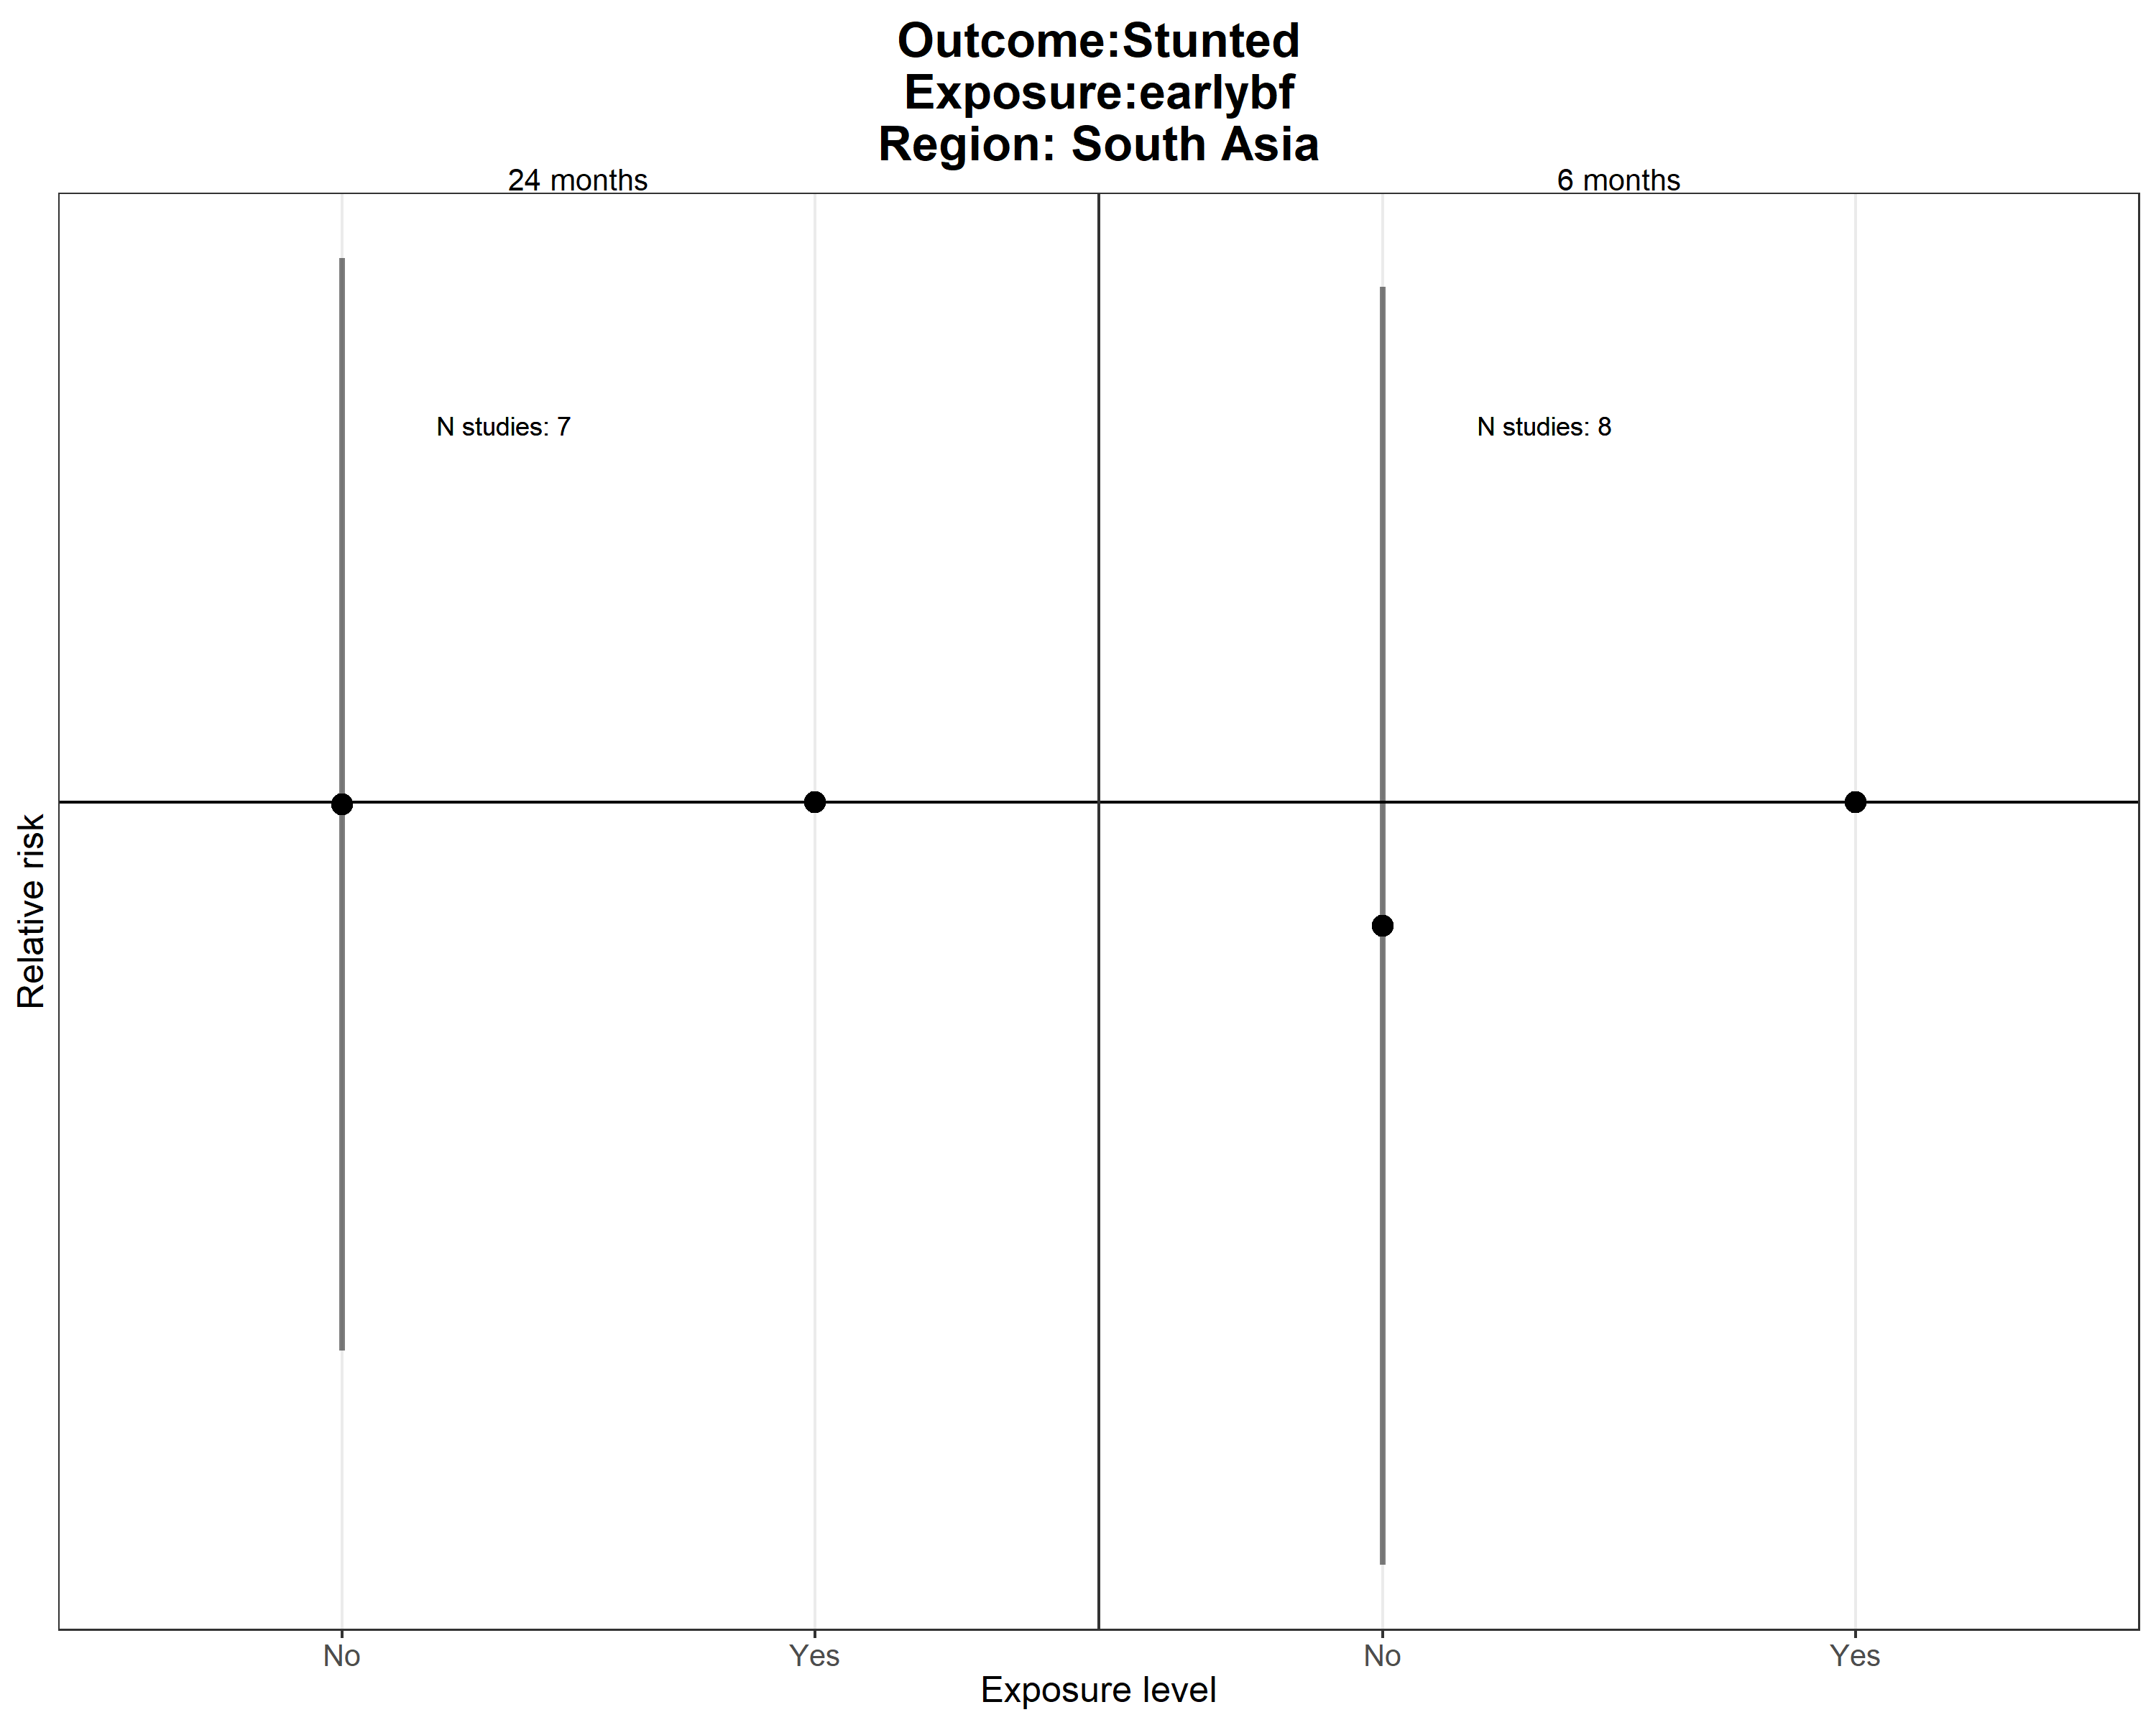 Outcome:Stunted
Exposure:earlybf
Region: South Asia
24 months
6 months
N studies: 7
N studies: 8
Relative risk
No
Yes
No
Yes
Exposure level